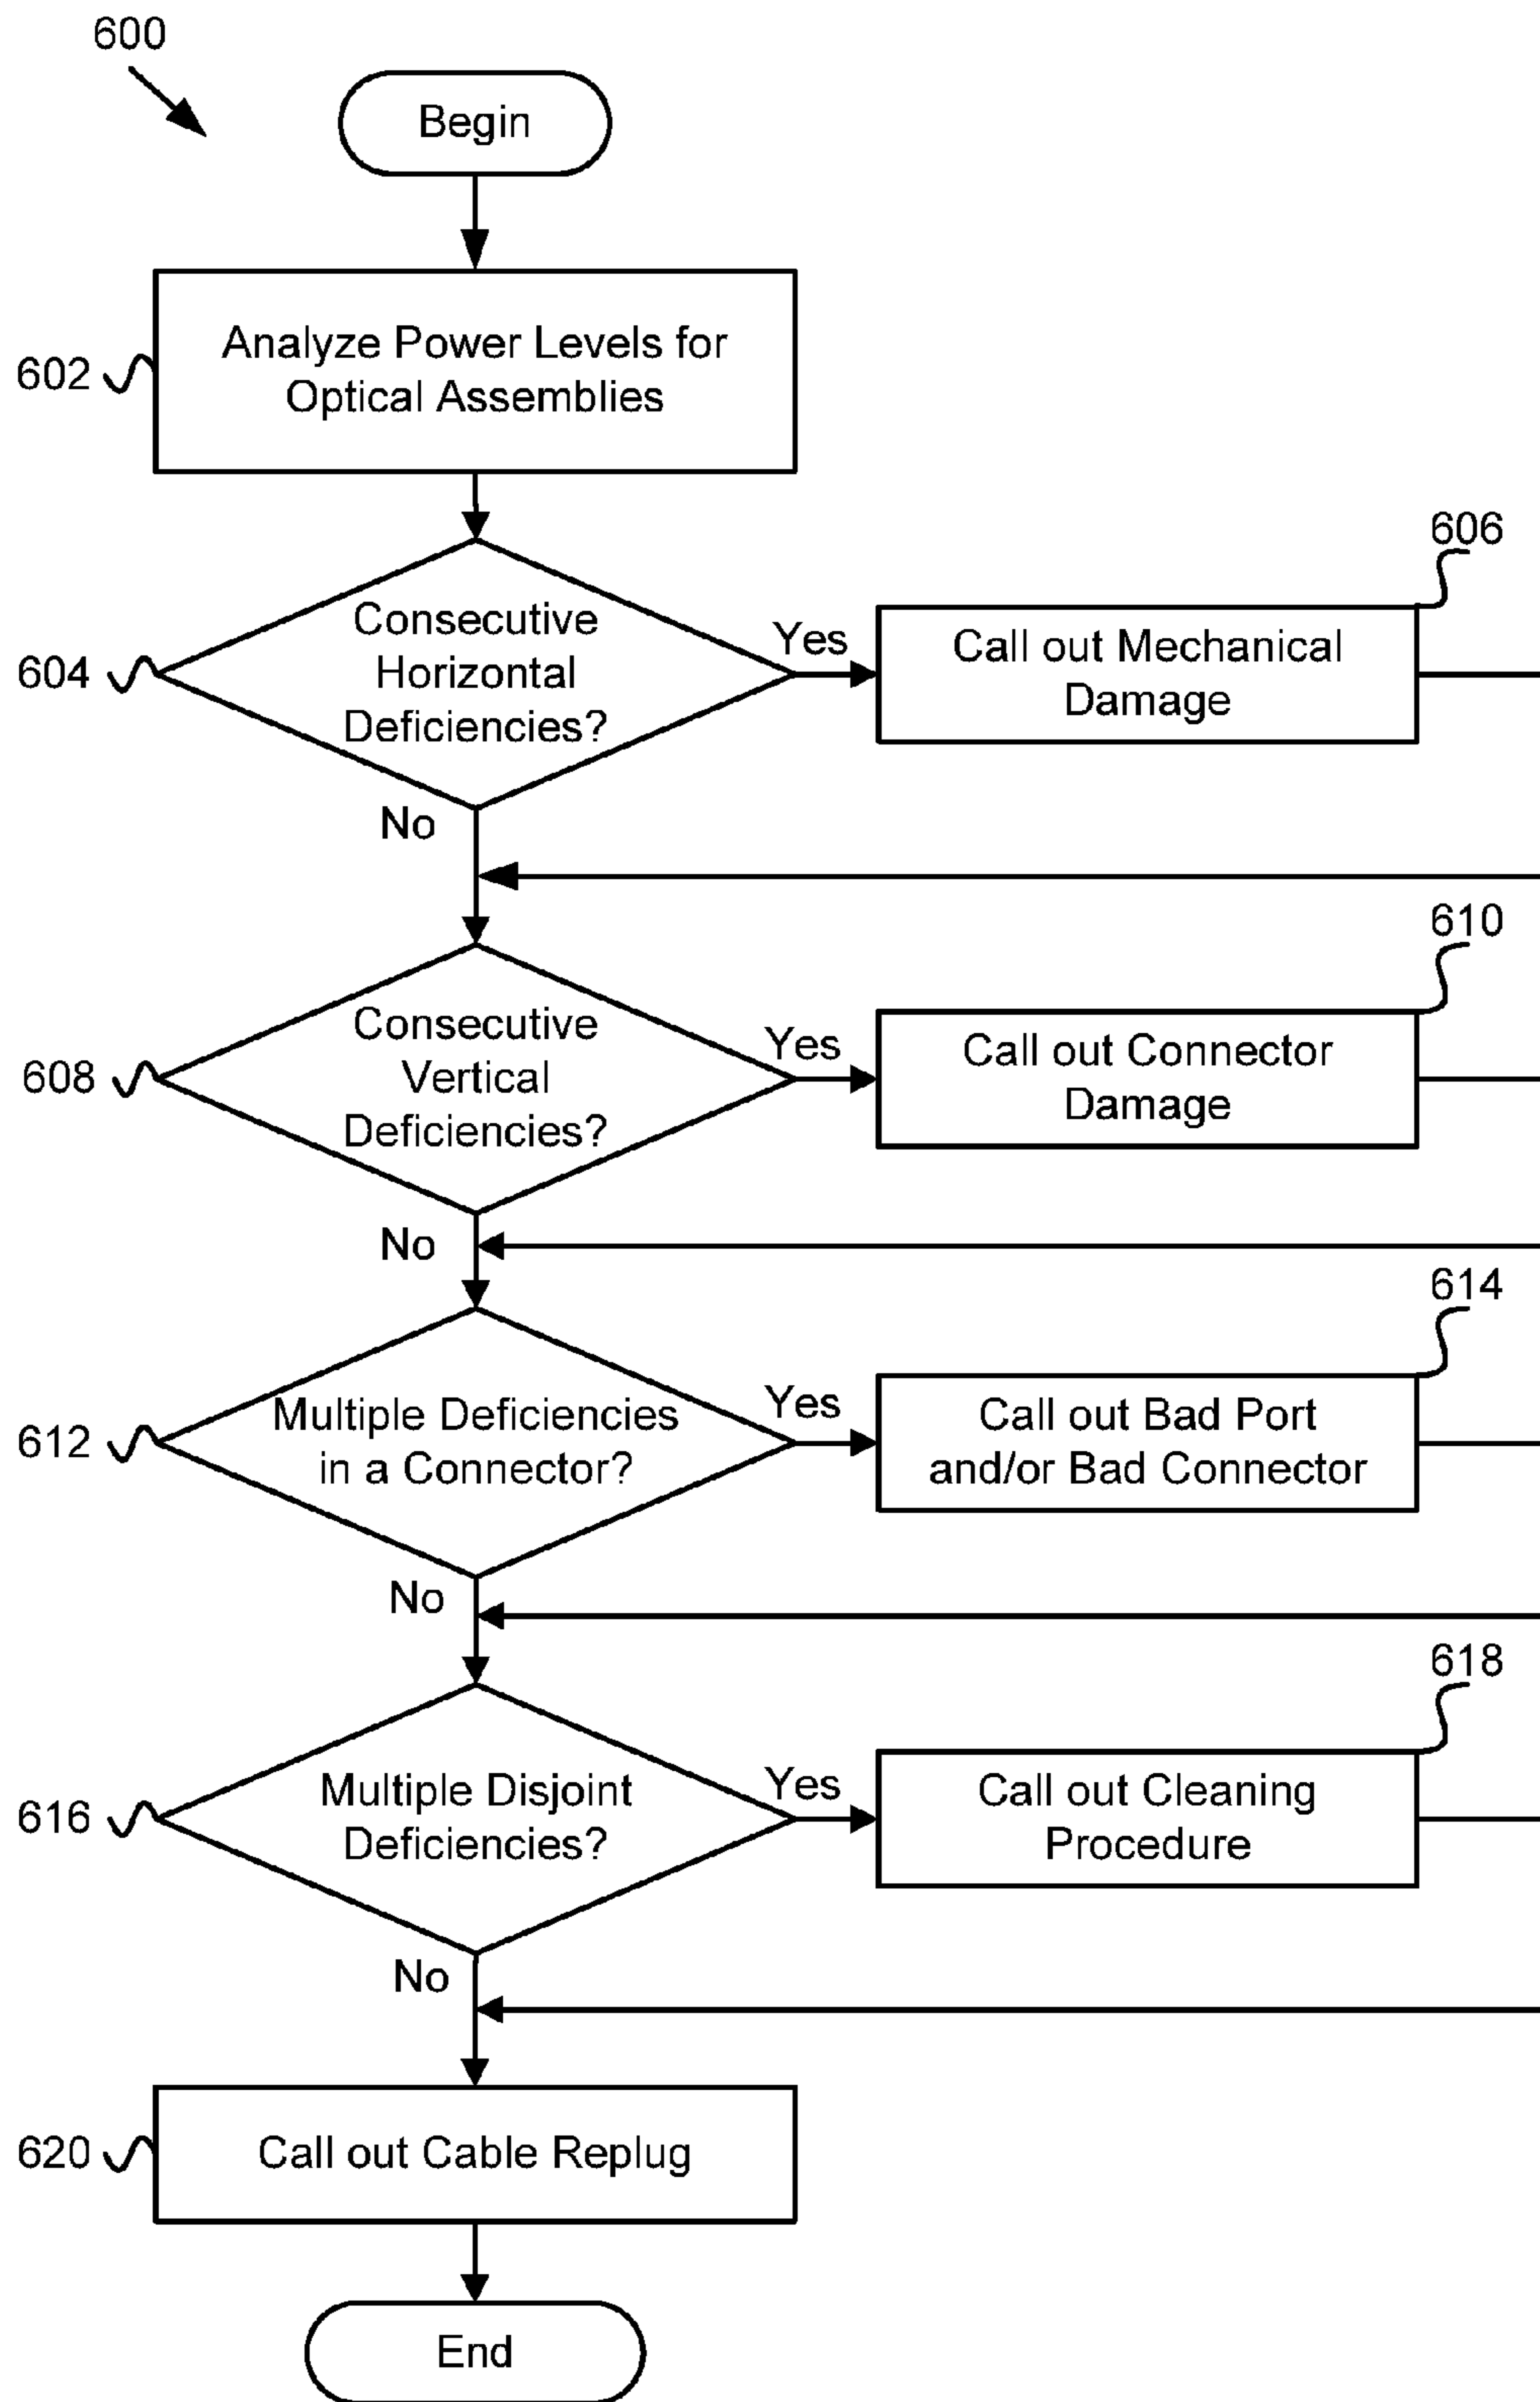 600
Begin
602
Analyze Power Levels for
Optical Assemblies
604
Consecutive
Horizontal
Deficiencies?
Yes
606
Call out Mechanical
Damage
No
608
Consecutive
Vertical
Deficiencies?
Yes
610
Call out Connector
Damage
No
612
Multiple Deficiencies
in a Connector?
Yes
614
Call out Bad Port
and/or Bad Connector
No
616
Multiple Disjoint
Deficiencies?
Yes
618
Call out Cleaning
Procedure
No
620
Call out Cable Replug
End